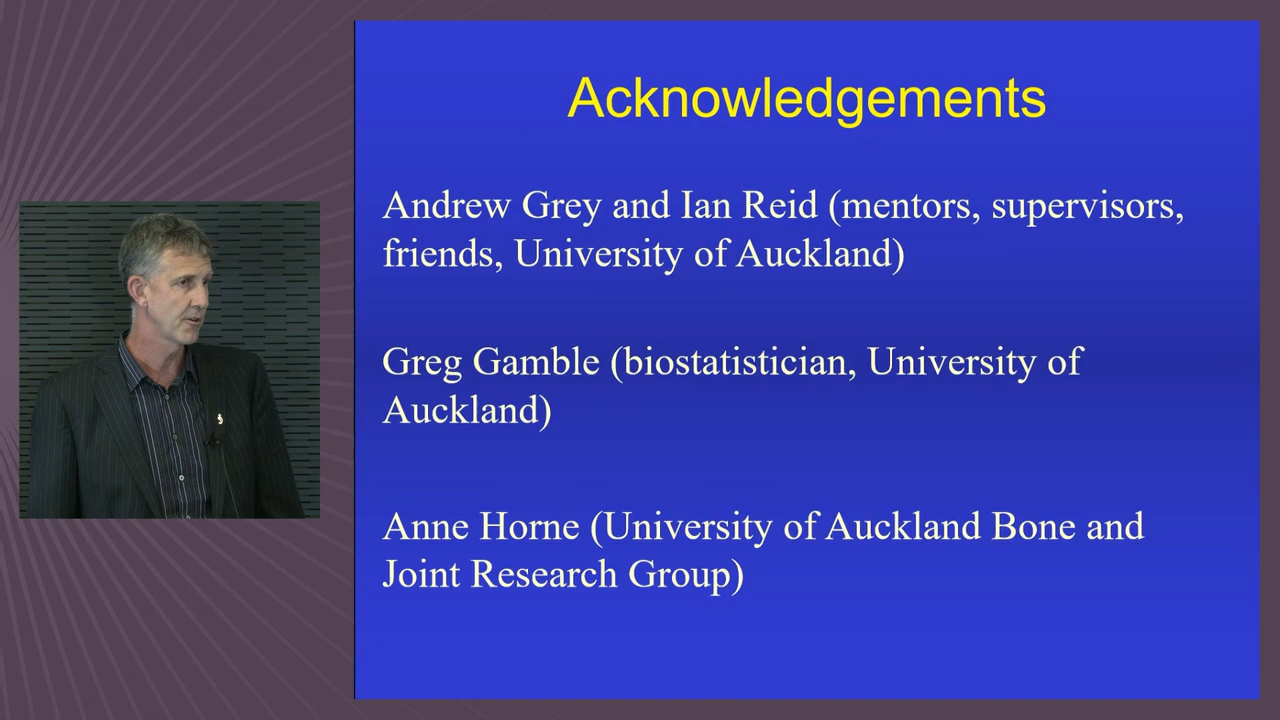 Acknowledgements
Andrew Grey and Ian Reid (mentors, supervisors,
friends, University of Auckland)
Greg Gamble (biostatistician, University of
Auckland)
Anne Horne (University of Auckland Bone and
Joint Research Group)